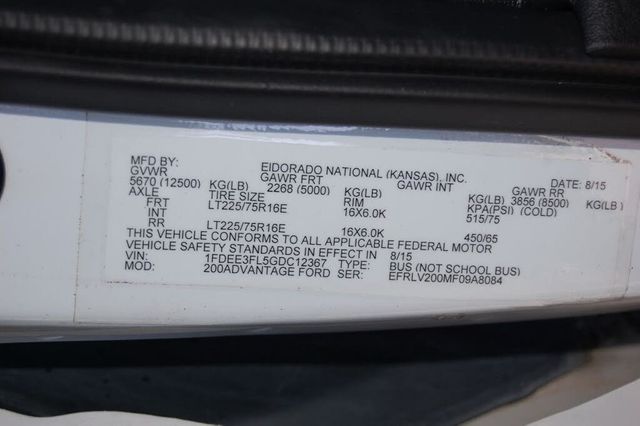 MFD BY: EIDORADO NATIONAL (KANSAS), INC. DATE: 8/15
GVWR GAWR FRT GAWR INT GAWR RR
5670 (12500) KG(LB) 2268 (5000) KG(LB) KG(LB) 3856 (8500) KG(LB)
AXLE TIRE SIZE RIM KPA(PSI) (COLD)
FRT LT225/75R16E 16X6.0K 515/75
INT
RR LT225/75R16E 16X6.0K 450/65
THIS VEHICLE CONFORMS TO ALL APPLICABLE FEDERAL MOTOR
VEHICLE SAFETY STANDARDS IN EFFECT IN 8/15
VIN: 1FDEE3FL5GDC12367 TYPE: BUS (NOT SCHOOL BUS)
MOD: 200ADVANTAGE FORD SER: EFRLV200MF09A8084